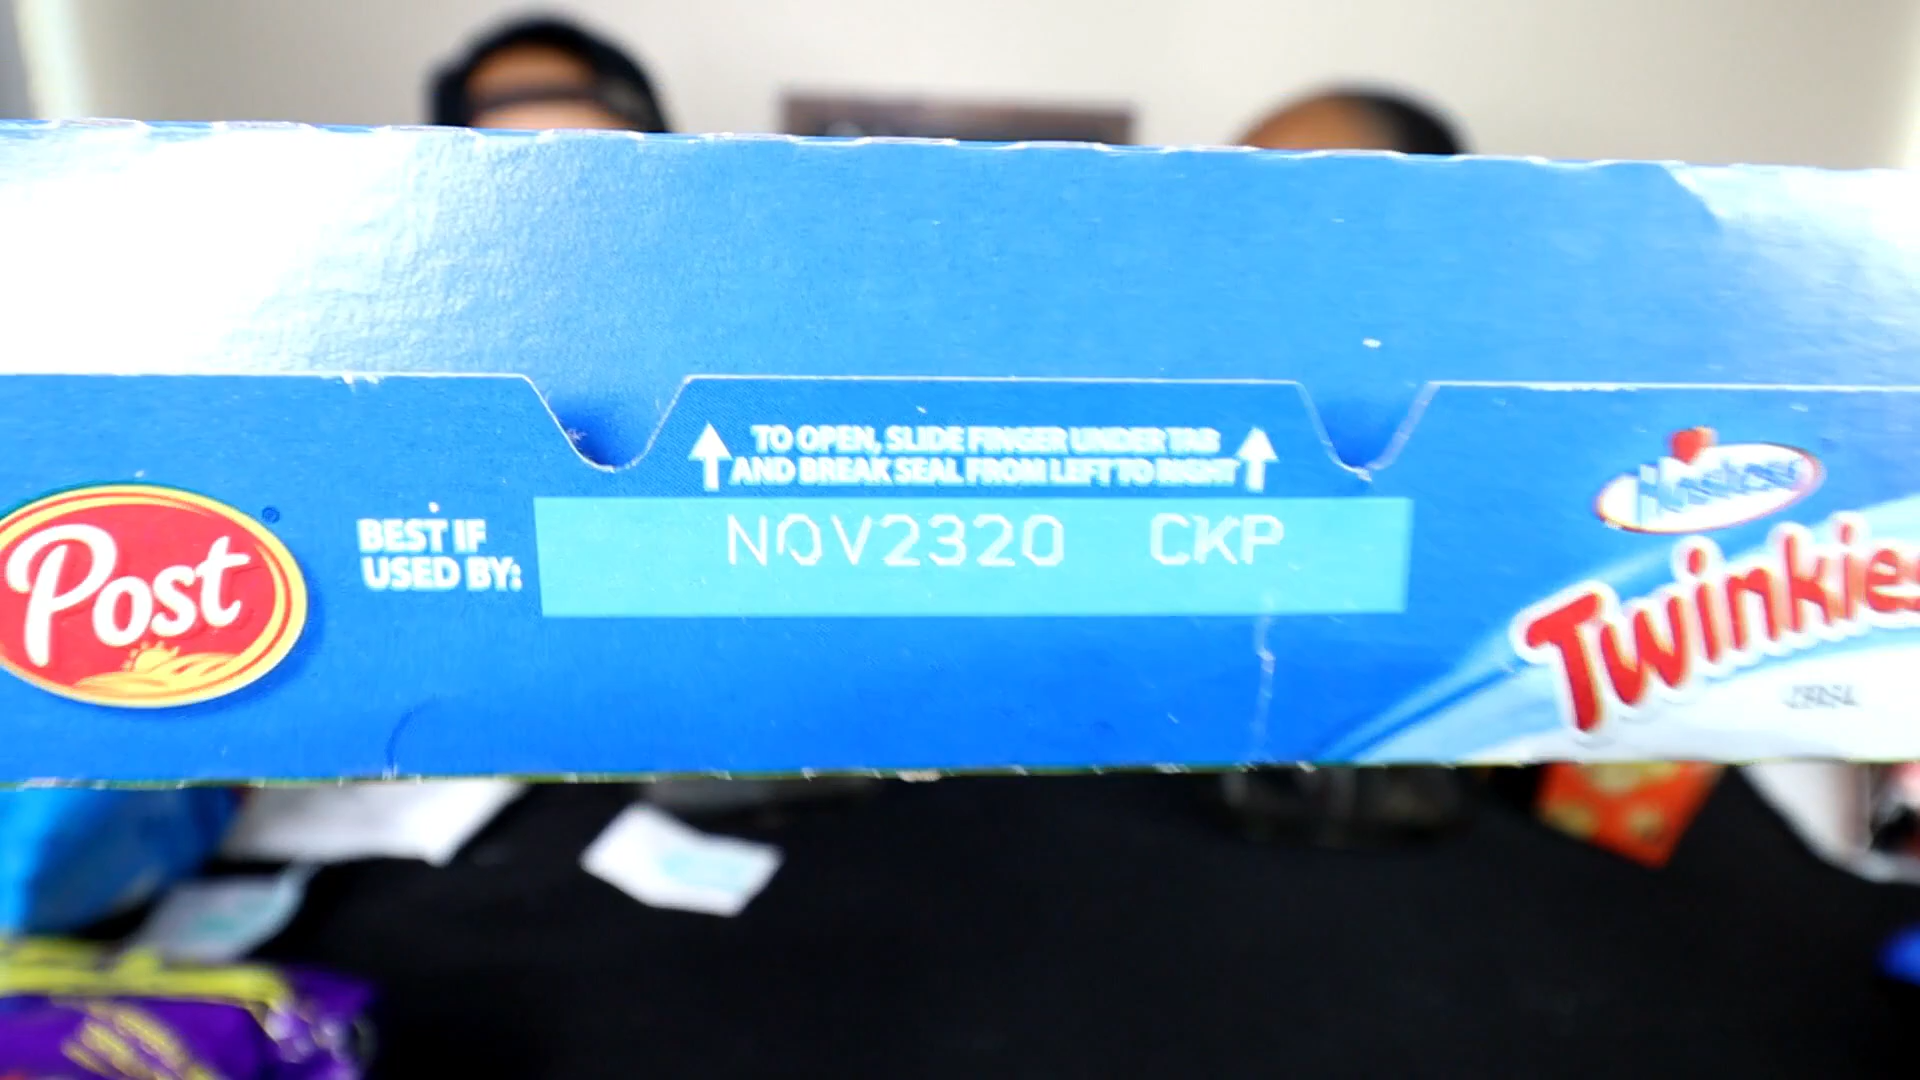 TO OPEN, SLIDE FINGER UNDER TAB
AND BREAK SEAL FROM LEFT TO RIGHT
Post
BEST IF
USED BY:
NOV2320 CKP
Hostess
Twinkies